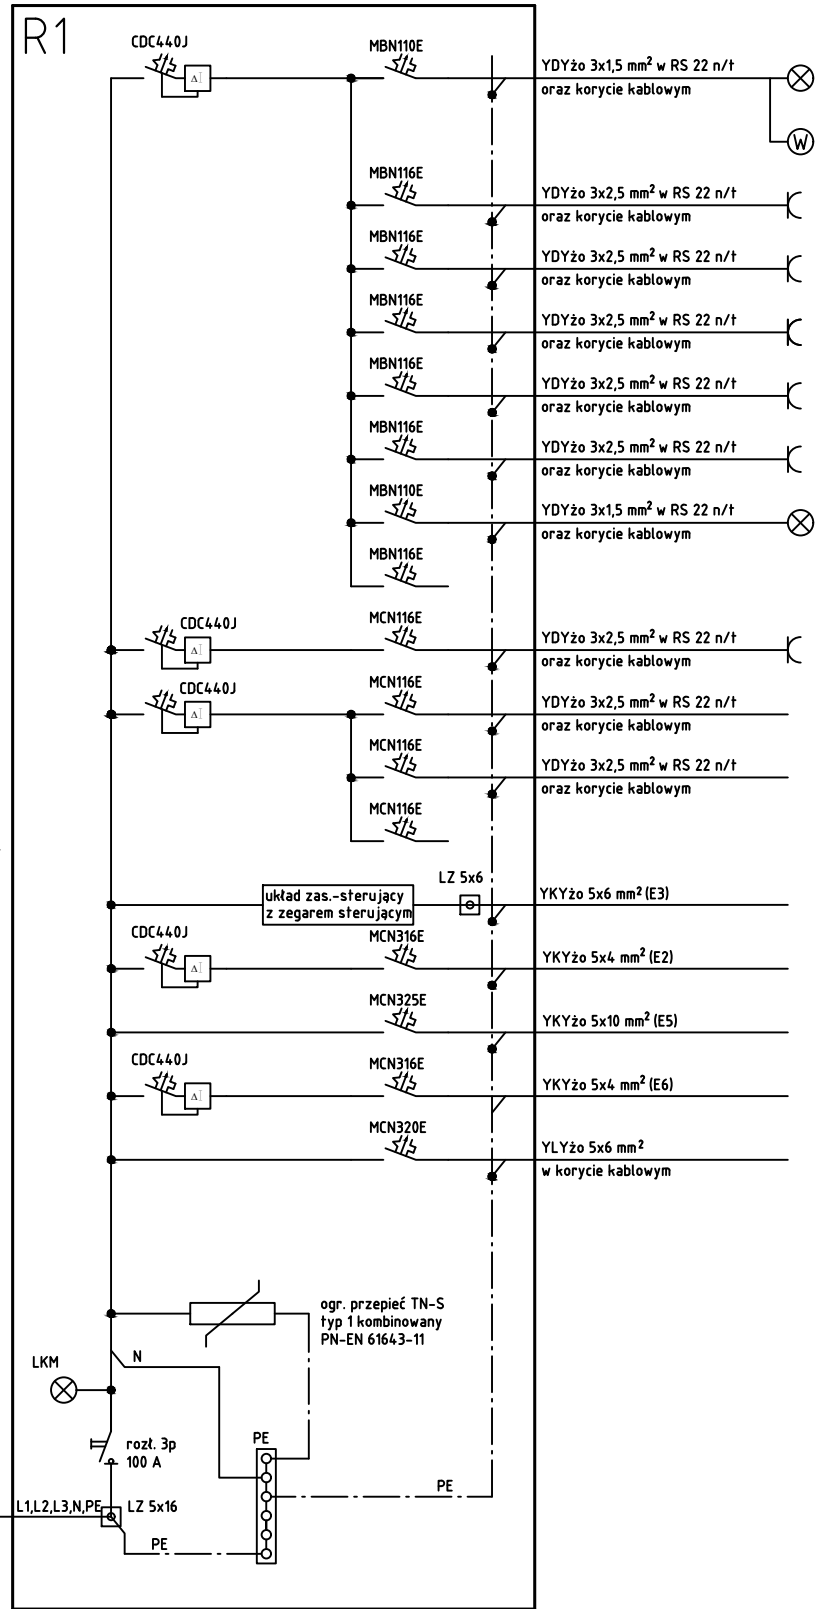 R1
CDC440J
MBN110E
YDYżo 3x1,5 mm² w RS 22 n/t
oraz korycie kablowym
W
MBN116E
YDYżo 3x2,5 mm² w RS 22 n/t
oraz korycie kablowym
MBN116E
YDYżo 3x2,5 mm² w RS 22 n/t
oraz korycie kablowym
MBN116E
YDYżo 3x2,5 mm² w RS 22 n/t
oraz korycie kablowym
MBN116E
YDYżo 3x2,5 mm² w RS 22 n/t
oraz korycie kablowym
MBN116E
YDYżo 3x2,5 mm² w RS 22 n/t
oraz korycie kablowym
MBN110E
YDYżo 3x1,5 mm² w RS 22 n/t
oraz korycie kablowym
MBN116E
CDC440J
MCN116E
YDYżo 3x2,5 mm² w RS 22 n/t
oraz korycie kablowym
CDC440J
MCN116E
YDYżo 3x2,5 mm² w RS 22 n/t
oraz korycie kablowym
MCN116E
YDYżo 3x2,5 mm² w RS 22 n/t
oraz korycie kablowym
MCN116E
układ zas.-sterujący
z zegarem sterującym
LZ 5x6
YKYżo 5x6 mm² (E3)
CDC440J
MCN316E
YKYżo 5x4 mm² (E2)
MCN325E
YKYżo 5x10 mm² (E5)
CDC440J
MCN316E
YKYżo 5x4 mm² (E6)
MCN320E
YLYżo 5x6 mm²
w korycie kablowym
ΔI
ΔI
ΔI
ΔI
ΔI
ogr. przepięć TN-S
typ 1 kombinowany
PN-EN 61643-11
N
LKM
rozł. 3p
100 A
PE
PE
L1,L2,L3,N,PE
LZ 5x16
PE